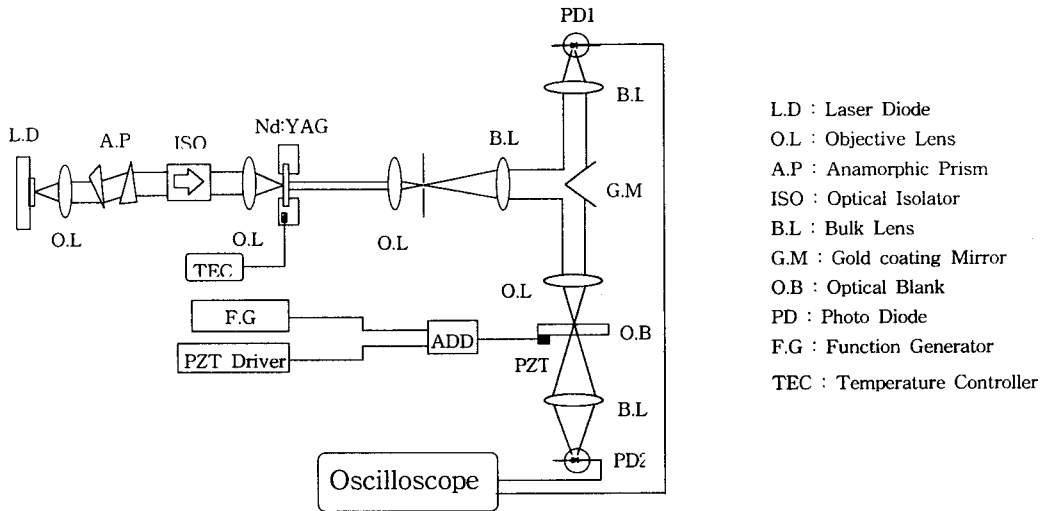 PD1
B.L
Nd:YAG
L.D
A.P
ISO
B.L
G.M
O.L
O.L
O.L
TEC
O.L
F.G
ADD
O.B
PZT Driver
PZT
B.L
PD2
Oscilloscope
L.D : Laser Diode
O.L : Objective Lens
A.P : Anamorphic Prism
ISO : Optical Isolator
B.L : Bulk Lens
G.M : Gold coating Mirror
O.B : Optical Blank
PD : Photo Diode
F.G : Function Generator
TEC : Temperature Controller